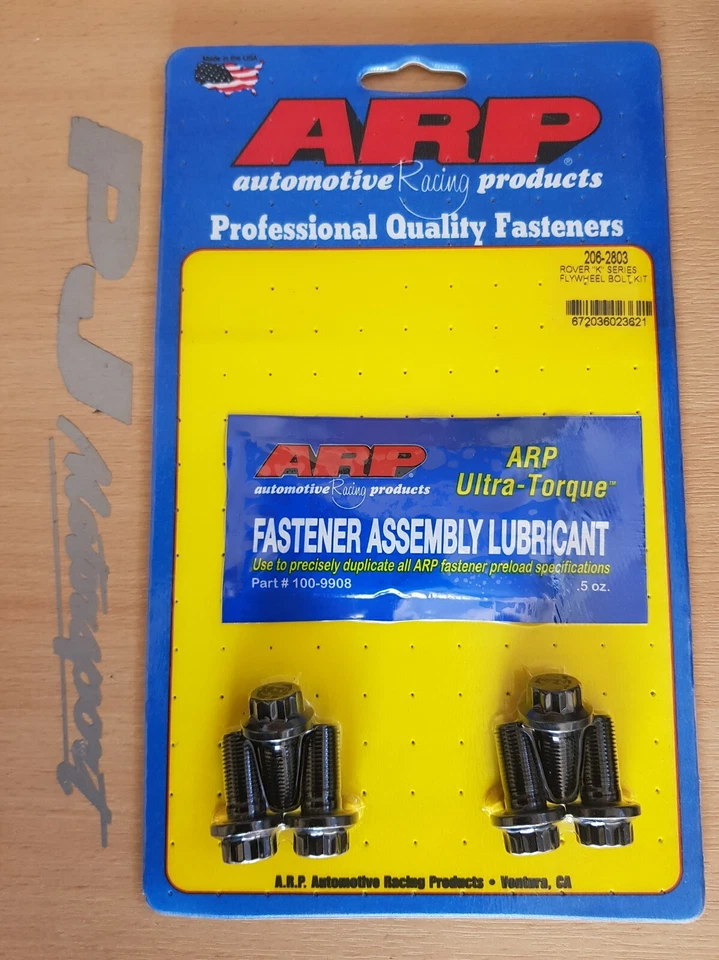 Made in the USA
ARP®
automotive Racing products
Professional Quality Fasteners
206-2803
ROVER "K" SERIES
FLYWHEEL BOLT KIT
672036023621
ARP
automotive Racing products
ARP
Ultra-Torque™
FASTENER ASSEMBLY LUBRICANT
Use to precisely duplicate all ARP fastener preload specifications
Part # 100-9908
.5 oz.
A.R.P. Automotive Racing Products • Ventura, CA
PJ Motorsport